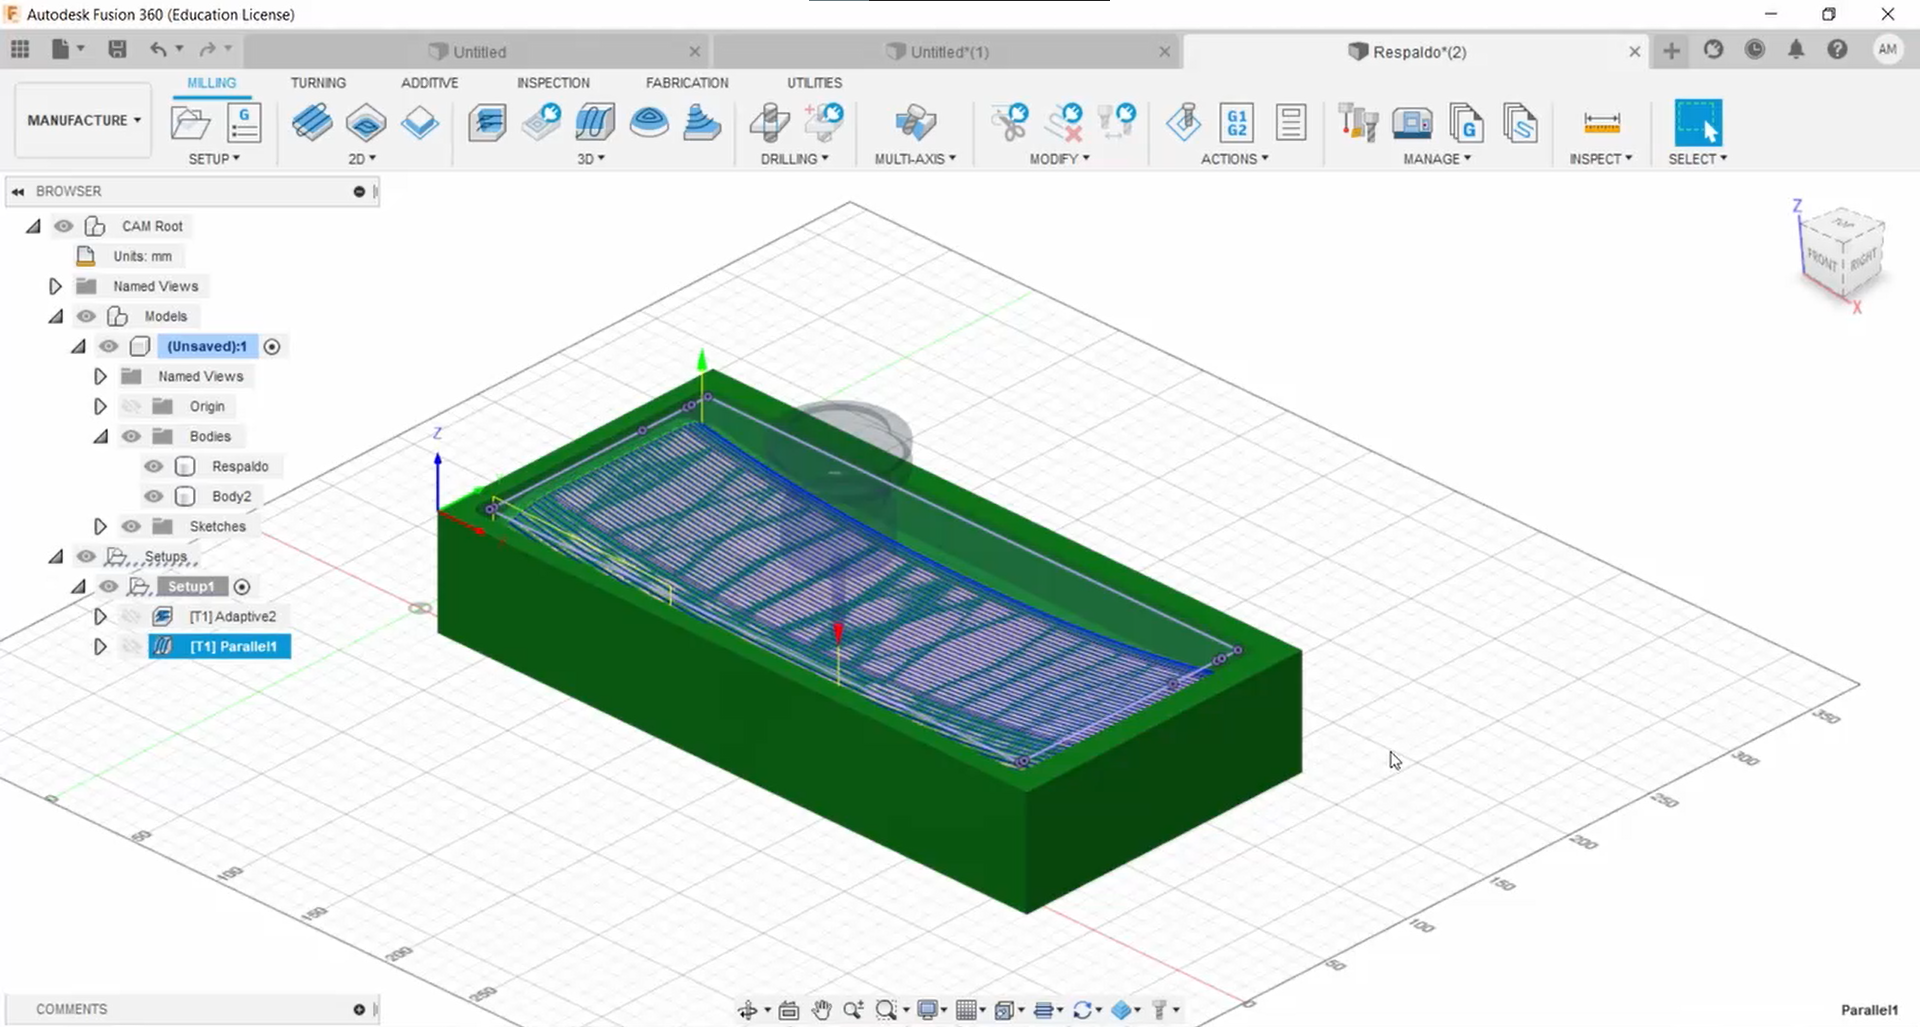 Autodesk Fusion 360 (Education License)
Untitled
Untitled*(1)
Respaldo*(2)
AM
MILLING
TURNING
ADDITIVE
INSPECTION
FABRICATION
UTILITIES
MANUFACTURE
G
G1
G2
G
SETUP
2D
3D
DRILLING
MULTI-AXIS
MODIFY
ACTIONS
MANAGE
INSPECT
SELECT
BROWSER
CAM Root
Units: mm
Named Views
Models
(Unsaved):1
Named Views
Origin
Bodies
Respaldo
Body2
Sketches
Setups
Setup1
[T1] Adaptive2
[T1] Parallel1
Z
TOP
FRONT
RIGHT
X
Z
0
50
100
150
200
250
0
50
100
150
200
250
300
350
COMMENTS
Parallel1